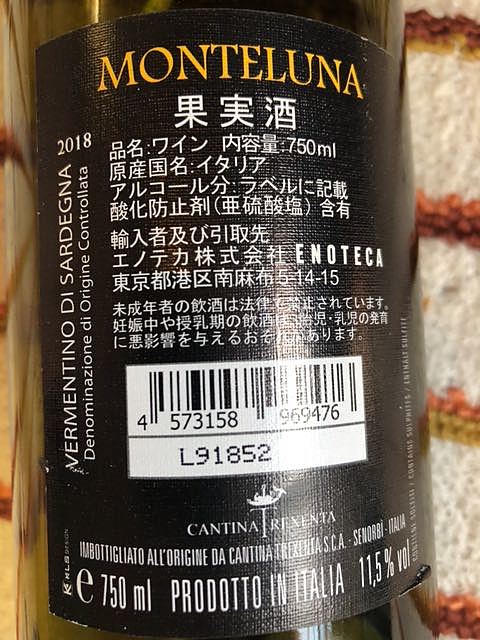 MONTELUNA
果実酒
2018
VERMENTINO DI SARDEGNA
Denominazione di Origine Controllata
品名:ワイン 内容量:750ml
原産国名:イタリア
アルコール分:ラベルに記載
酸化防止剤(亜硫酸塩)含有
輸入者及び引取先
エノテカ株式会社 ENOTECA
東京都港区南麻布5-14-15
未成年者の飲酒は法律で禁止されています。
妊娠中や授乳期の飲酒は、胎児・乳児の発育
に悪影響を与えるおそれがあります。
4 573158 969476
L91852
CANTINA TREXENTA
IMBOTTIGLIATO ALL'ORIGINE DA CANTINA TREXENTA S.C.A. - SENORBÌ - ITALIA
e 750 ml PRODOTTO IN ITALIA 11,5% vol
CONTAINS SULPHITES / ENTHALT SULFITE
NLS DESIGN